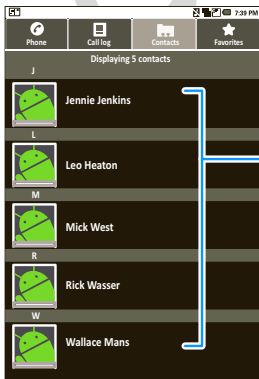 7:39 PM
Phone Call log Contacts Favorites
Displaying 5 contacts
J
Jennie Jenkins
L
Leo Heaton
M
Mick West
R
Rick Wasser
W
Wallace Mans